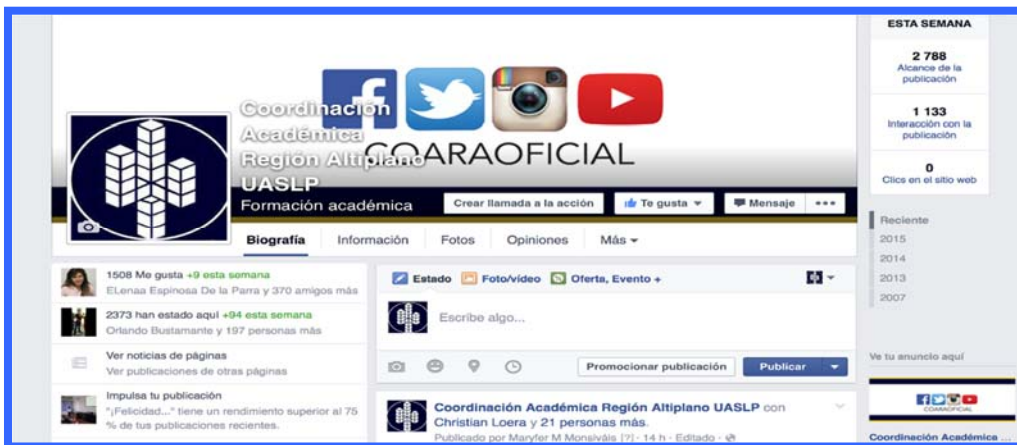 COARAOFICIAL
Coordinación
Académica
Región Altiplano
UASLP
Formación académica
Crear llamada a la acción
Te gusta
Mensaje
Biografía
Información
Fotos
Opiniones
Más
1508 Me gusta +9 esta semana
ELenaa Espinosa De la Parra y 370 amigos más
2373 han estado aquí +94 esta semana
Orlando Bustamante y 197 personas más
Ver noticias de páginas
Ver publicaciones de otras páginas
Impulsa tu publicación
"¡Felicidad..." tiene un rendimiento superior al 75
% de tus publicaciones recientes.
Estado
Foto/vídeo
Oferta, Evento +
Escribe algo...
Promocionar publicación
Publicar
Coordinación Académica Región Altiplano UASLP con
Christian Loera y 21 personas más.
Publicado por Maryfer M Monsiváis [?] · 14 h · Editado ·
ESTA SEMANA
2 788
Alcance de la
publicación
1 133
Interacción con la
publicación
0
Clics en el sitio web
Reciente
2015
2014
2013
2007
Ve tu anuncio aquí
COARAOFICIAL
Coordinación Académica ...